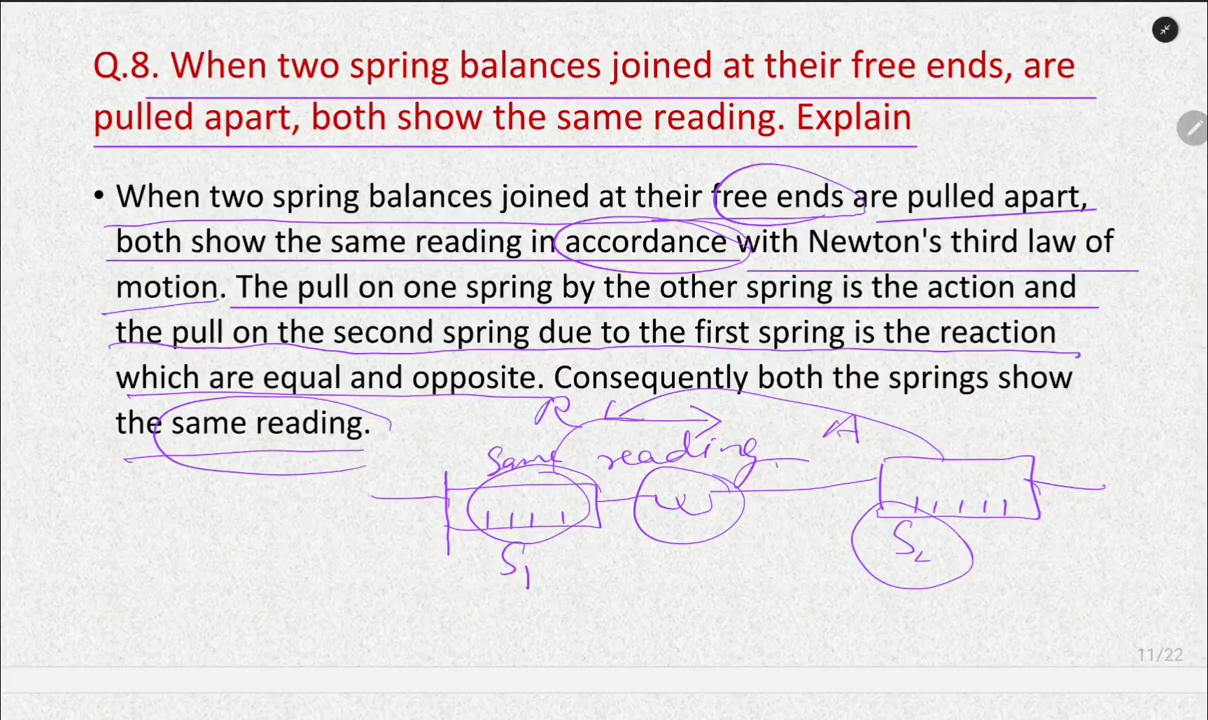 Q.8. When two spring balances joined at their free ends, are
pulled apart, both show the same reading. Explain
• When two spring balances joined at their free ends are pulled apart,
both show the same reading in accordance with Newton's third law of
motion. The pull on one spring by the other spring is the action and
the pull on the second spring due to the first spring is the reaction
which are equal and opposite. Consequently both the springs show
the same reading.
R A
Same reading
S1 S2
11/22